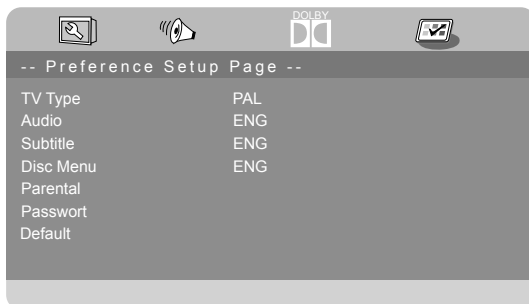 DOLBY
-- Preference Setup Page --
TV Type PAL
Audio ENG
Subtitle ENG
Disc Menu ENG
Parental
Passwort
Default